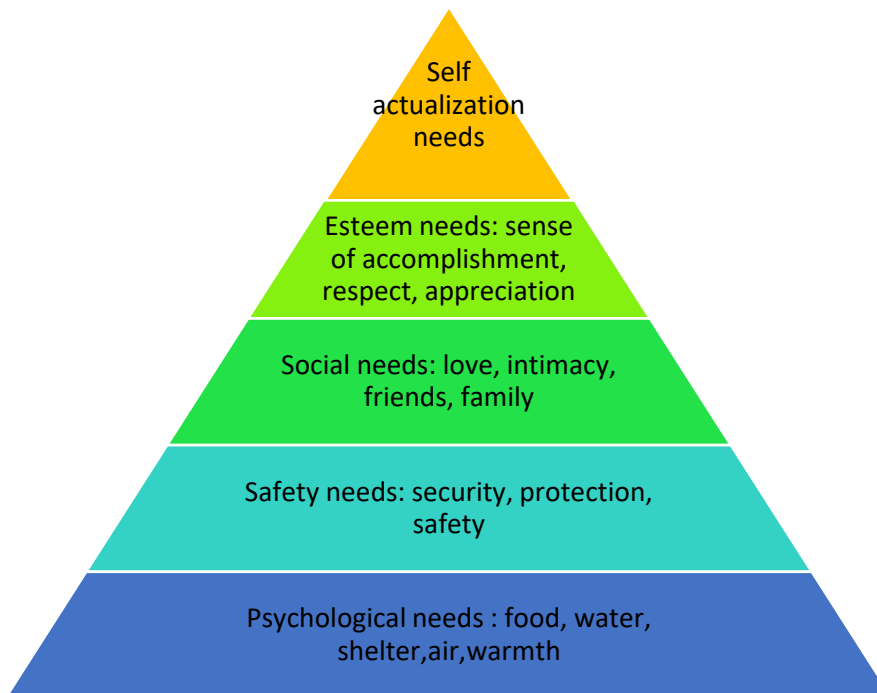 Self
actualization
needs
Esteem needs: sense
of accomplishment,
respect, appreciation
Social needs: love, intimacy,
friends, family
Safety needs: security, protection,
safety
Psychological needs : food, water,
shelter,air,warmth